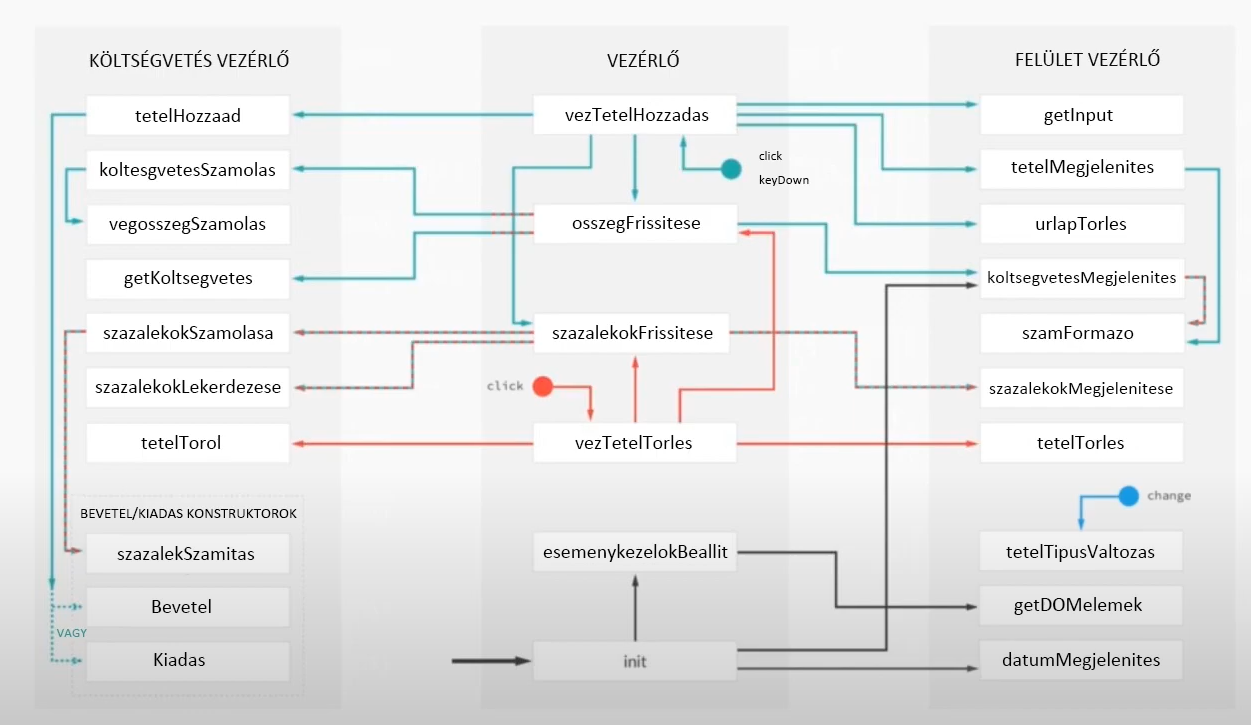 KÖLTSÉGVETÉS VEZÉRLŐ
tetelHozzaad
koltesgvetesSzamolas
vegosszegSzamolas
getKoltsegvetes
szazalekokSzamolasa
szazalekokLekerdezese
tetelTorol
BEVETEL/KIADAS KONSTRUKTOROK
szazalekSzamitas
Bevetel
VAGY
Kiadas
VEZÉRLŐ
vezTetelHozzadas
click
keyDown
osszegFrissitese
szazalekokFrissitese
click
vezTetelTorles
esemenykezelokBeallit
init
FELÜLET VEZÉRLŐ
getInput
tetelMegjelenites
urlapTorles
koltsegvetesMegjelenites
szamFormazo
szazalekokMegjelenitese
tetelTorles
change
tetelTipusValtozas
getDOMelemek
datumMegjelenites